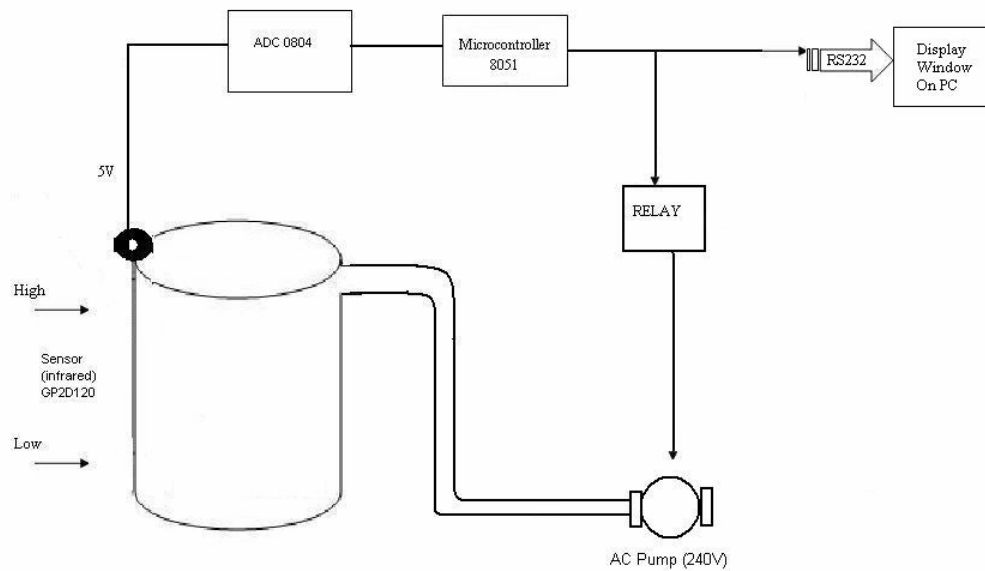 ADC 0804
Microcontroller
8051
RS232
Display
Window
On PC
5V
RELAY
High
Sensor
(infrared)
GP2D120
Low
AC Pump (240V)